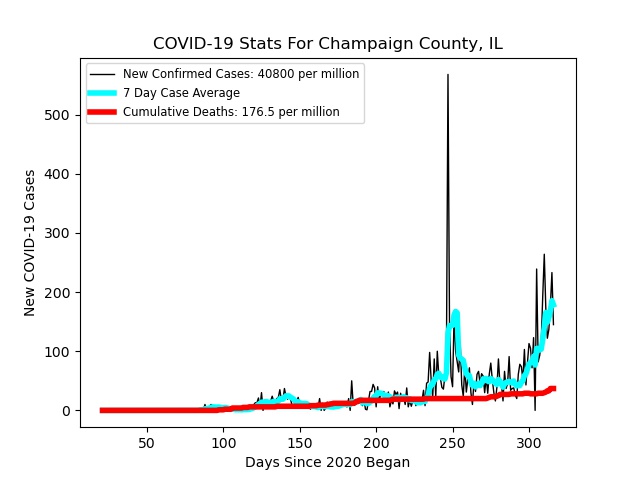 COVID-19 Stats For Champaign County, IL
New Confirmed Cases: 40800 per million
7 Day Case Average
Cumulative Deaths: 176.5 per million
New COVID-19 Cases
500
400
300
200
100
0
50 100 150 200 250 300
Days Since 2020 Began